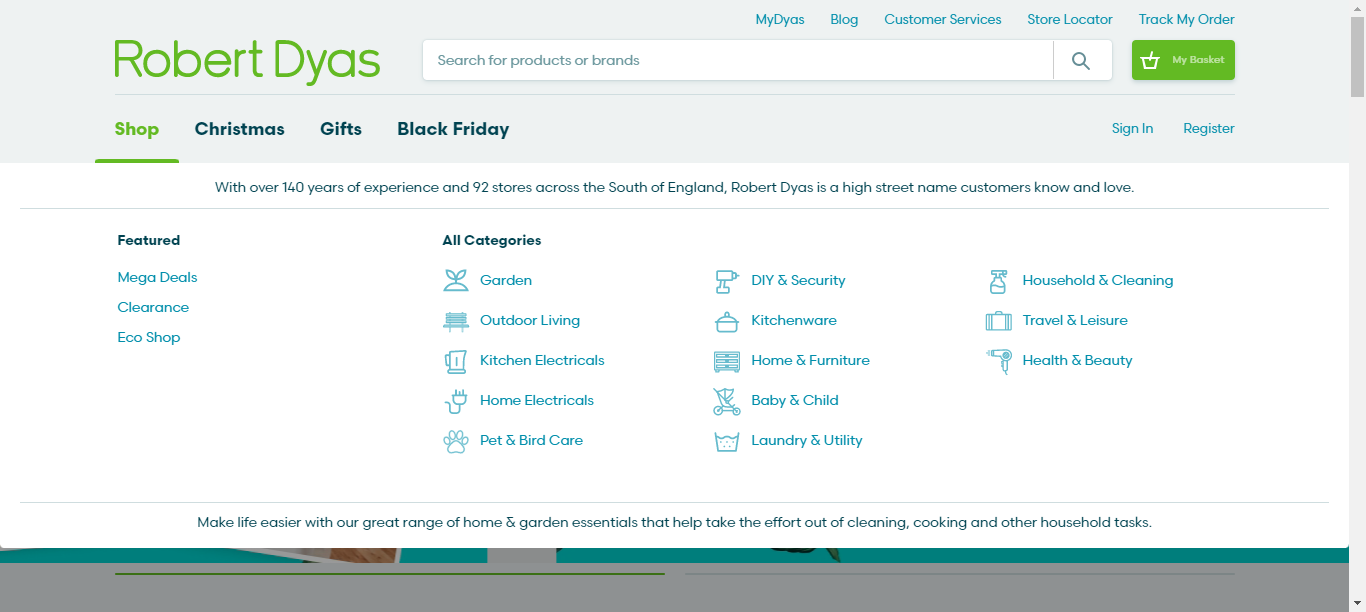 MyDyas Blog Customer Services Store Locator Track My Order
Robert Dyas
Search for products or brands
My Basket
Shop Christmas Gifts Black Friday
Sign In Register
With over 140 years of experience and 92 stores across the South of England, Robert Dyas is a high street name customers know and love.
Featured
Mega Deals
Clearance
Eco Shop
All Categories
Garden
Outdoor Living
Kitchen Electricals
Home Electricals
Pet & Bird Care
DIY & Security
Kitchenware
Home & Furniture
Baby & Child
Laundry & Utility
Household & Cleaning
Travel & Leisure
Health & Beauty
Make life easier with our great range of home & garden essentials that help take the effort out of cleaning, cooking and other household tasks.